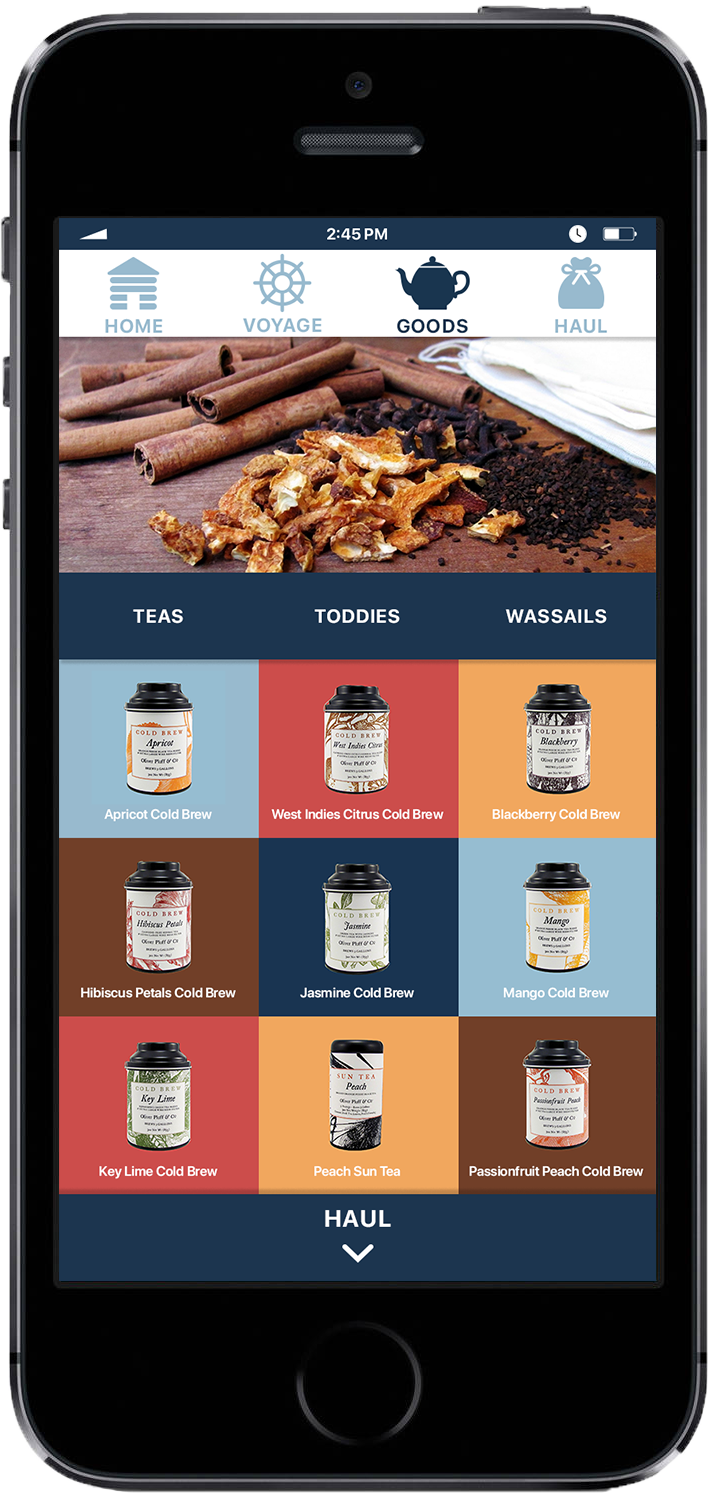 2:45 PM
HOME VOYAGE GOODS HAUL
TEAS TODDIES WASSAILS
COLD BREW
Apricot
Oliver Pluff & Co
Apricot Cold Brew
COLD BREW
West Indies Citrus
Oliver Pluff & Co
West Indies Citrus Cold Brew
COLD BREW
Blackberry
Oliver Pluff & Co
Blackberry Cold Brew
COLD BREW
Hibiscus Petals
Oliver Pluff & Co
Hibiscus Petals Cold Brew
COLD BREW
Jasmine
Oliver Pluff & Co
Jasmine Cold Brew
COLD BREW
Mango
Oliver Pluff & Co
Mango Cold Brew
COLD BREW
Key Lime
Oliver Pluff & Co
Key Lime Cold Brew
SUN TEA
Peach
Oliver Pluff & Co
Peach Sun Tea
COLD BREW
Passionfruit Peach
Oliver Pluff & Co
Passionfruit Peach Cold Brew
HAUL